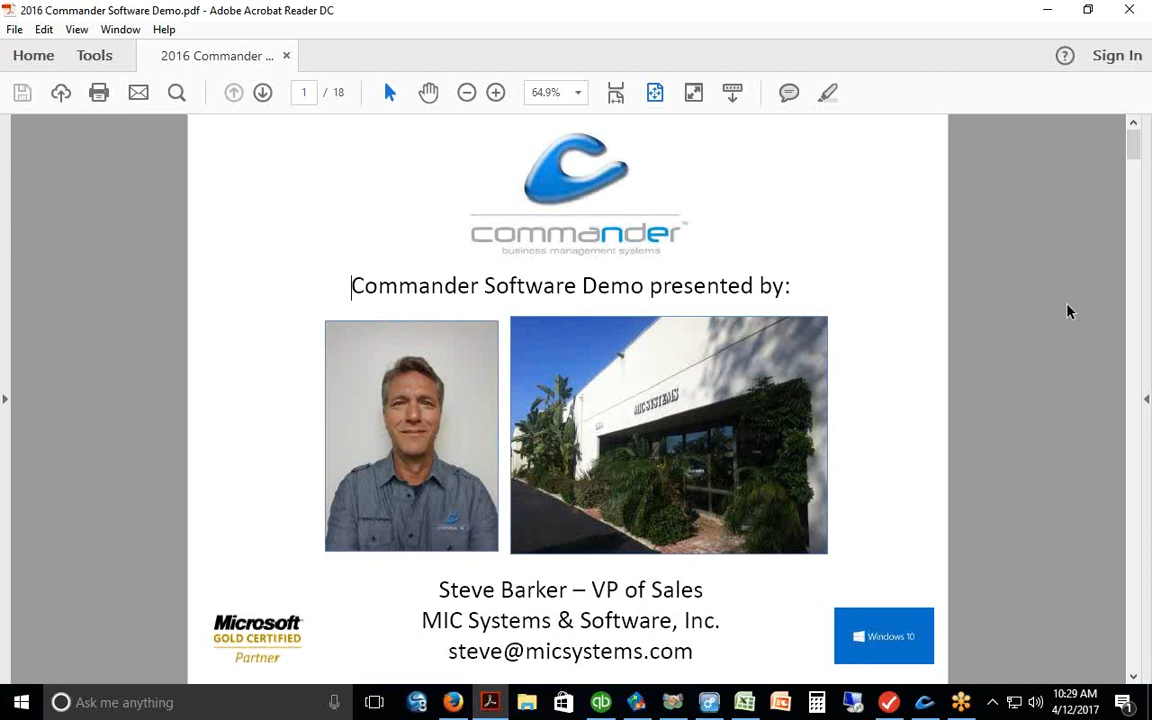 2016 Commander Software Demo.pdf - Adobe Acrobat Reader DC
File Edit View Window Help
Home Tools 2016 Commander ... Sign In
1 / 18 64.9%
commander™
business management systems
Commander Software Demo presented by:
MIC SYSTEMS
Steve Barker – VP of Sales
MIC Systems & Software, Inc.
steve@micsystems.com
Microsoft
GOLD CERTIFIED
Partner
Windows 10
Ask me anything
10:29 AM
4/12/2017
1